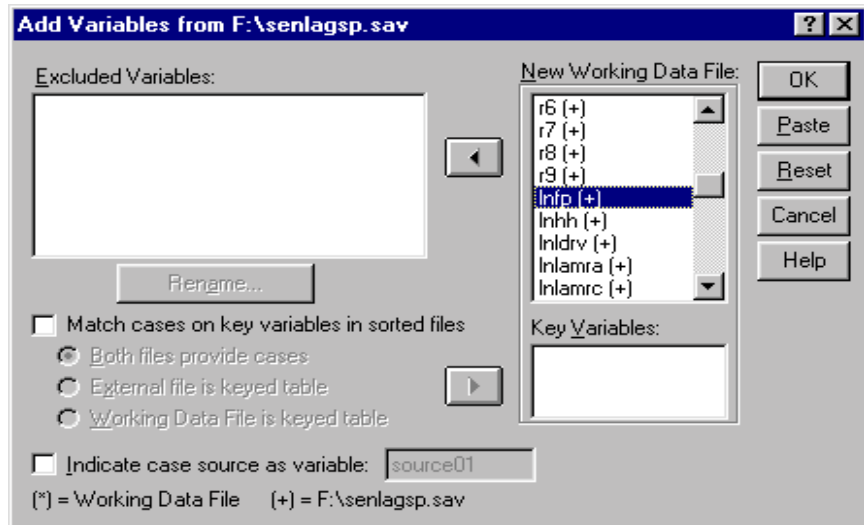 Add Variables from F:\senlagsp.sav
Excluded Variables:
New Working Data File:
r6 (+)
r7 (+)
r8 (+)
r9 (+)
lnfp (+)
lnhh (+)
lnldrv (+)
lnlamra (+)
lnlamrc (+)
OK
Paste
Reset
Cancel
Help
Rename...
Match cases on key variables in sorted files
Both files provide cases
External file is keyed table
Working Data File is keyed table
Key Variables:
Indicate case source as variable: source01
(*) = Working Data File (+) = F:\senlagsp.sav